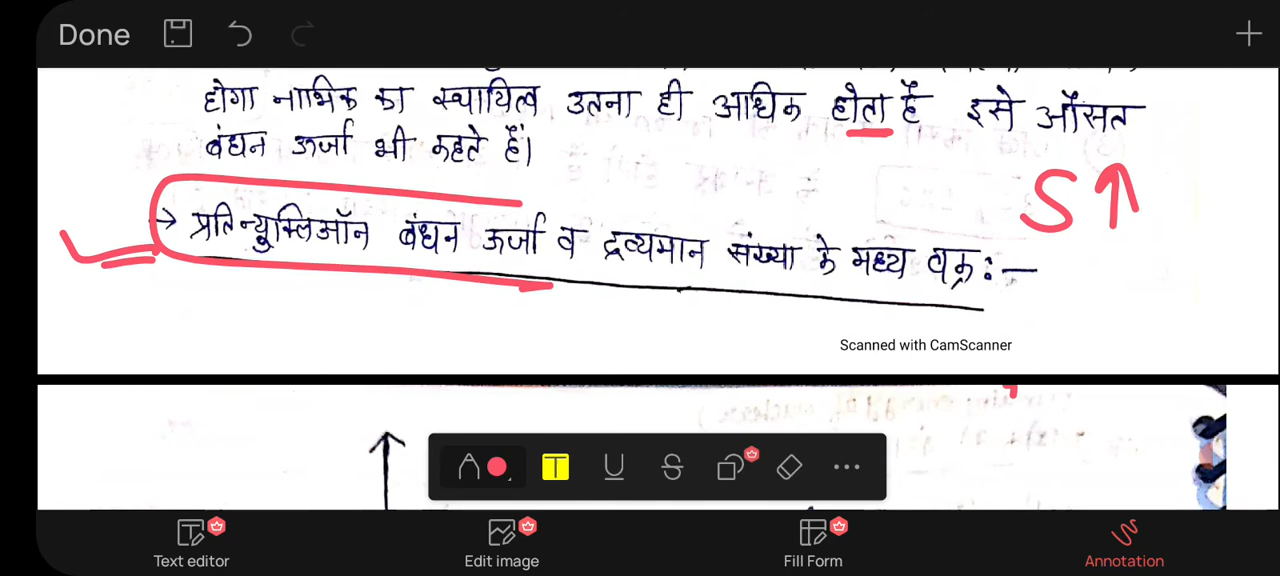 Done
होगा नाभिक का स्थायित्व उतना ही अधिक होता है इसे औसत
बंधन ऊर्जा भी कहते हैं।
S ↑
→ प्रति न्युक्लिऑन बंधन ऊर्जा व द्रव्यमान संख्या के मध्य वक्र :—
Scanned with CamScanner
Text editor
Edit image
Fill Form
Annotation